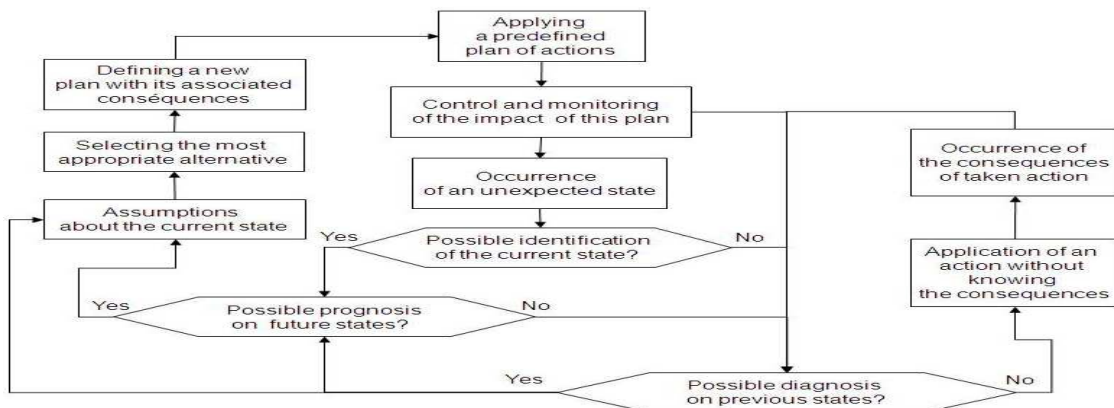 Applying
a predefined
plan of actions
Defining a new
plan with its associated
conséquences
Control and monitoring
of the impact of this plan
Selecting the most
appropriate alternative
Occurrence of
the consequences
of taken action
Occurrence
of an unexpected state
Assumptions
about the current state
Yes
Possible identification
of the current state?
No
Application of an
action without
knowing
the consequences
Yes
Possible prognosis
on future states?
No
Yes
Possible diagnosis
on previous states?
No